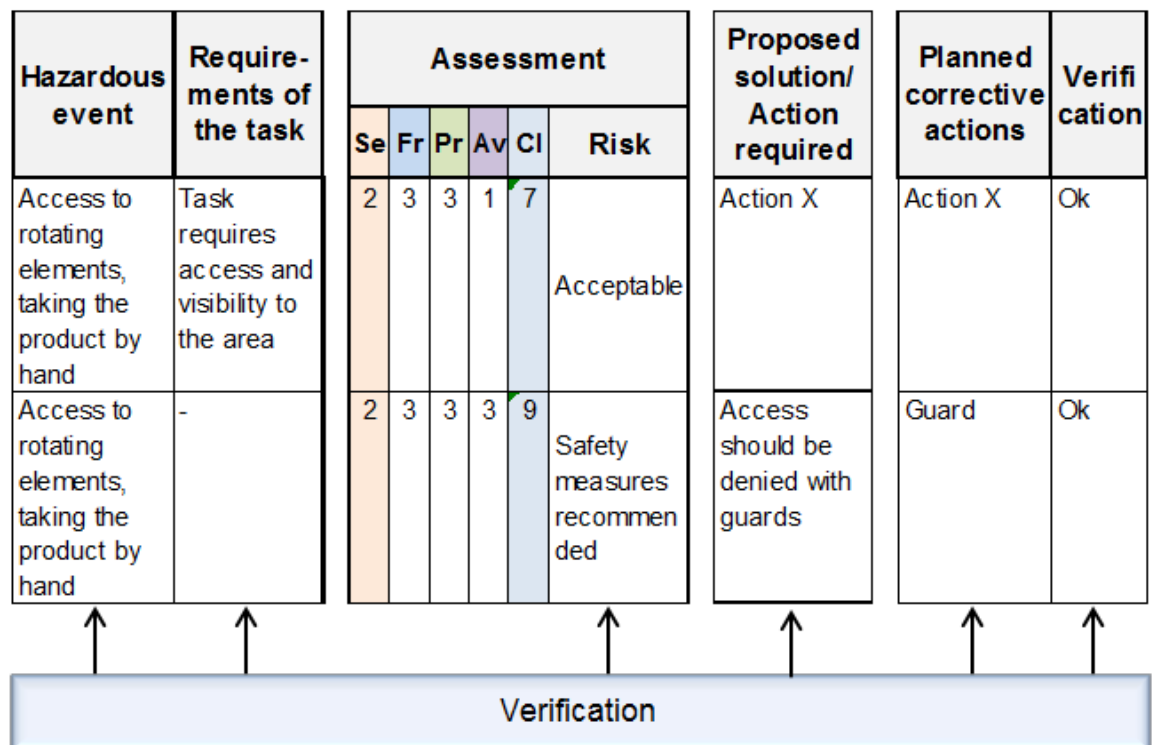 Hazardous
event
Require-
ments of
the task
Assessment
Se Fr Pr Av Cl Risk
Proposed
solution/
Action
required
Planned
corrective
actions
Verifi
cation
Access to
rotating
elements,
taking the
product by
hand
Task
requires
access and
visibility to
the area
2 3 3 1 7
Acceptable
Action X
Action X
Ok
Access to
rotating
elements,
taking the
product by
hand
-
2 3 3 3 9
Safety
measures
recommen
ded
Access
should be
denied with
guards
Guard
Ok
Verification